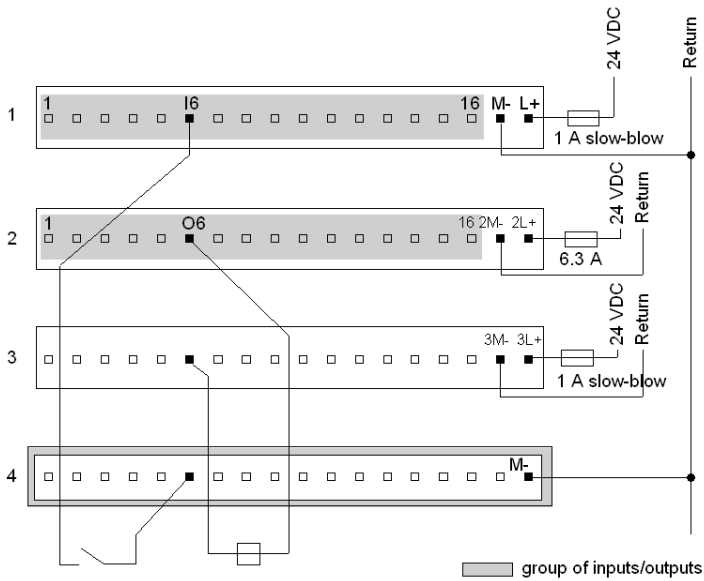 24 VDC
Return
1
1 I6 16 M- L+
1 A slow-blow
2
1 O6 16 2M- 2L+
24 VDC
Return
6.3 A
3
3M- 3L+
24 VDC
Return
1 A slow-blow
4
M-
group of inputs/outputs